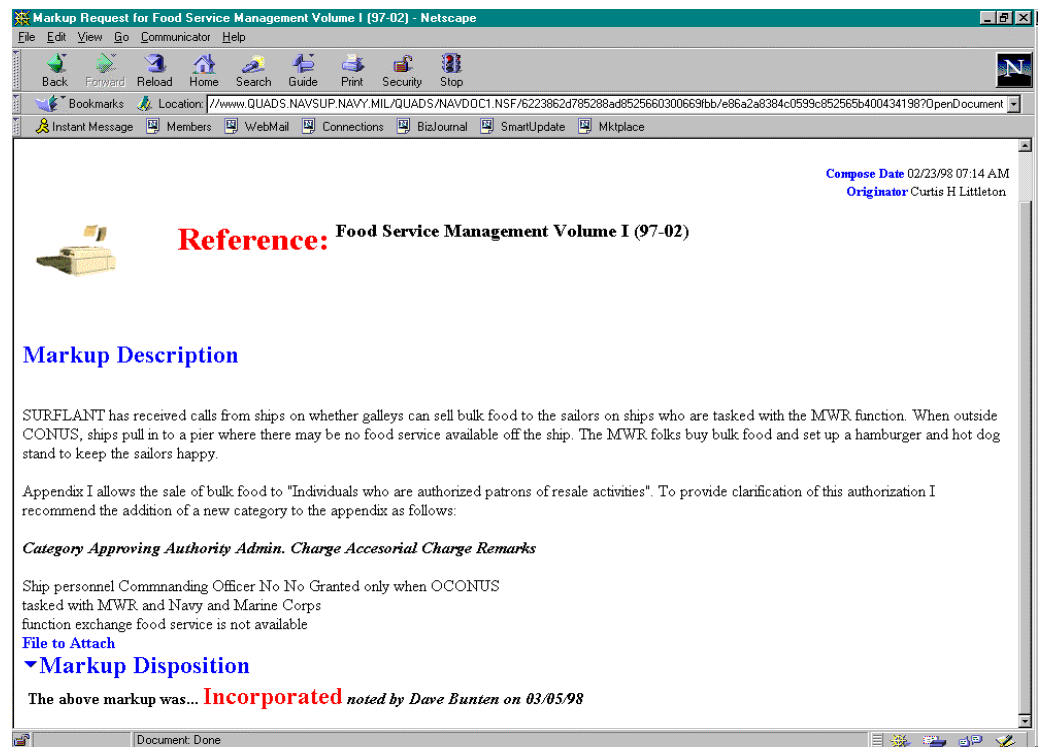 Markup Request for Food Service Management Volume I (97-02) - Netscape
File Edit View Go Communicator Help
Back Forward Reload Home Search Guide Print Security Stop
N
Bookmarks Location: //www.QUADS.NAVSUP.NAVY.MIL/QUADS/NAVDOC1.NSF/6223862d785288ad8525660300669fbb/e86a2a8384c0599c852565b400434198?OpenDocument
Instant Message Members WebMail Connections BizJournal SmartUpdate Mktplace
Compose Date 02/23/98 07:14 AM
Originator Curtis H Littleton
Reference: Food Service Management Volume I (97-02)
Markup Description
SURFLANT has received calls from ships on whether galleys can sell bulk food to the sailors on ships who are tasked with the MWR function. When outside
CONUS, ships pull in to a pier where there may be no food service available off the ship. The MWR folks buy bulk food and set up a hamburger and hot dog
stand to keep the sailors happy.
Appendix I allows the sale of bulk food to "Individuals who are authorized patrons of resale activities". To provide clarification of this authorization I
recommend the addition of a new category to the appendix as follows:
Category Approving Authority Admin. Charge Accesorial Charge Remarks
Ship personnel Commnanding Officer No No Granted only when OCONUS
tasked with MWR and Navy and Marine Corps
function exchange food service is not available
File to Attach
Markup Disposition
The above markup was... Incorporated noted by Dave Bunten on 03/05/98
Document: Done